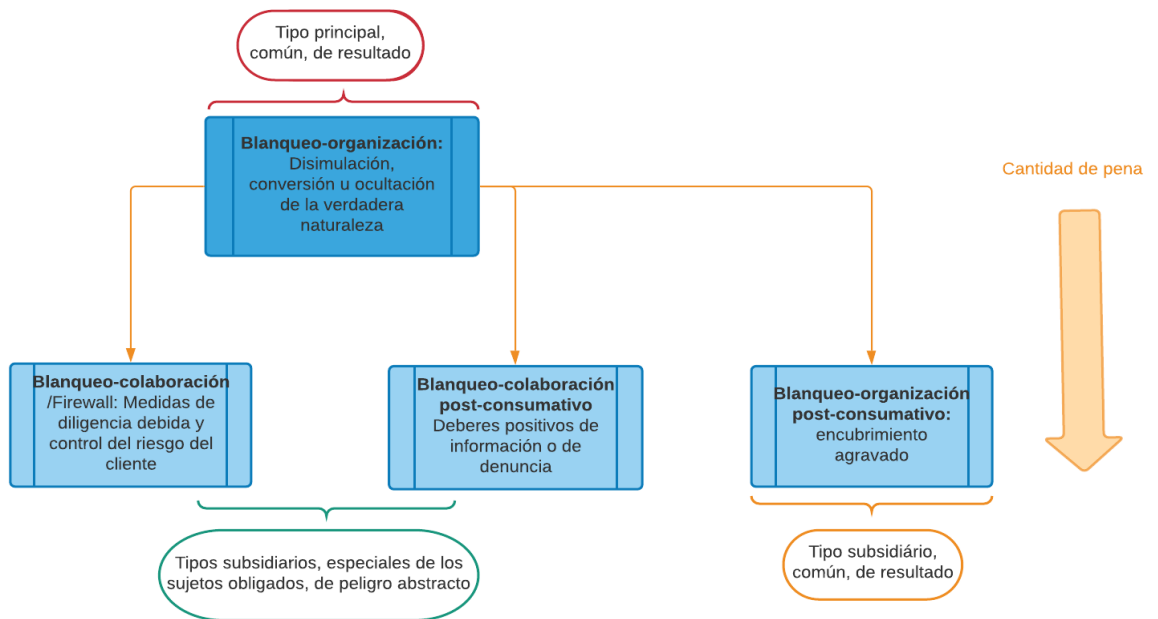 Tipo principal,
común, de resultado
Blanqueo-organización:
Disimulación,
conversión u ocultación
de la verdadera
naturaleza
Cantidad de pena
Blanqueo-colaboración
/Firewall: Medidas de
diligencia debida y
control del riesgo del
cliente
Blanqueo-colaboración
post-consumativo
Deberes positivos de
información o de
denuncia
Blanqueo-organización
post-consumativo:
encubrimiento
agravado
Tipos subsidiarios, especiales de los
sujetos obligados, de peligro abstracto
Tipo subsidiário,
común, de resultado